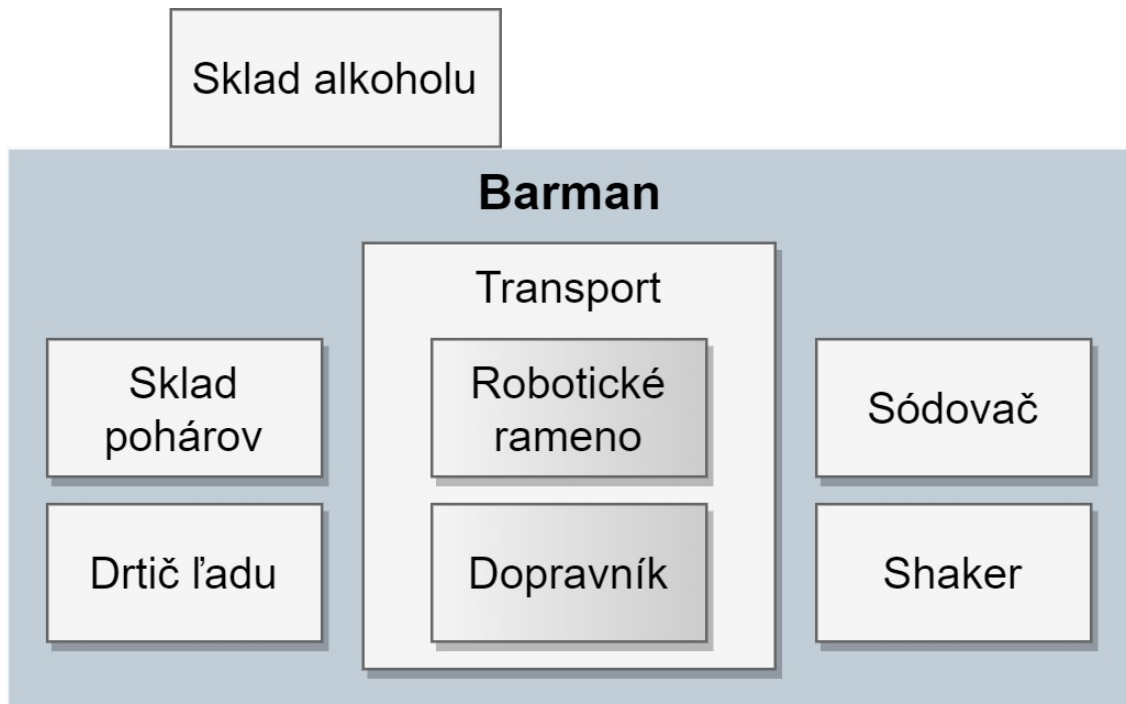 Sklad alkoholu
Barman
Transport
Sklad
pohárov
Robotické
rameno
Sódovač
Drtič ľadu
Dopravník
Shaker